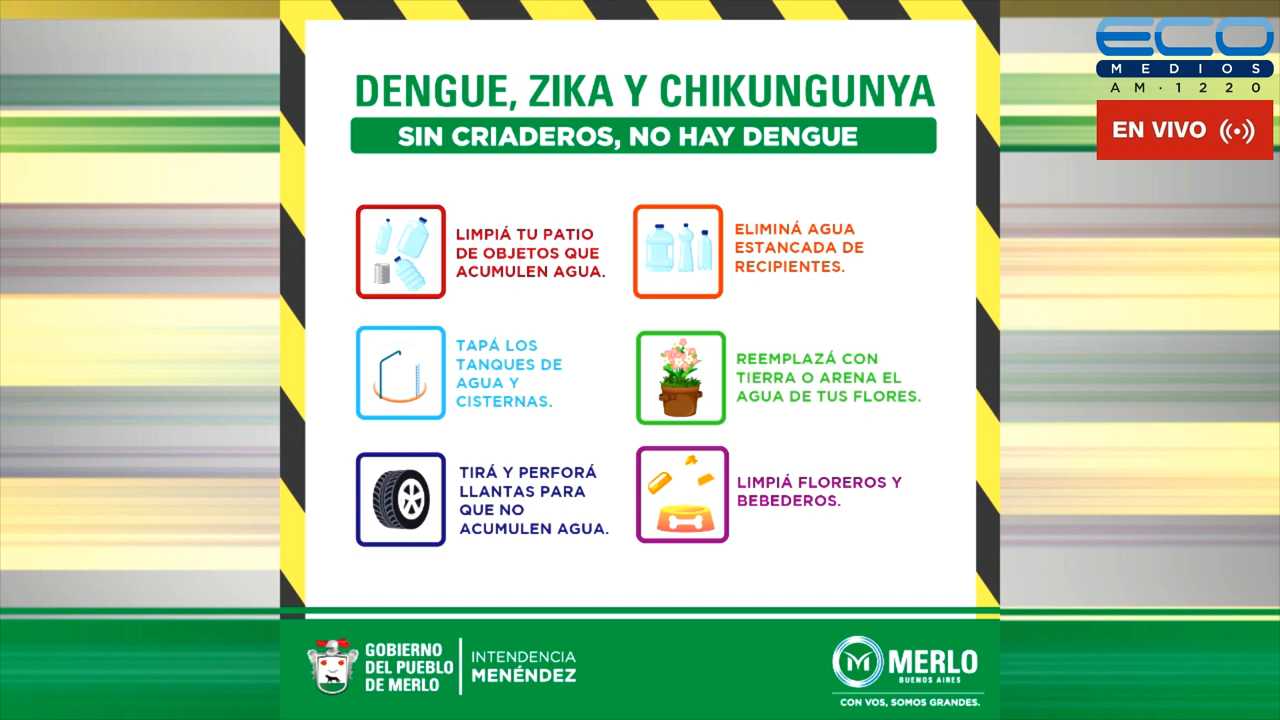 ECO
MEDIOS
AM·1220
EN VIVO
DENGUE, ZIKA Y CHIKUNGUNYA
SIN CRIADEROS, NO HAY DENGUE
LIMPIÁ TU PATIO
DE OBJETOS QUE
ACUMULEN AGUA.
ELIMINÁ AGUA
ESTANCADA DE
RECIPIENTES.
TAPÁ LOS
TANQUES DE
AGUA Y
CISTERNAS.
REEMPLAZÁ CON
TIERRA O ARENA EL
AGUA DE TUS FLORES.
TIRÁ Y PERFORÁ
LLANTAS PARA
QUE NO
ACUMULEN AGUA.
LIMPIÁ FLOREROS Y
BEBEDEROS.
GOBIERNO
DEL PUEBLO
DE MERLO
INTENDENCIA
MENÉNDEZ
MERLO
BUENOS AIRES
CON VOS, SOMOS GRANDES.